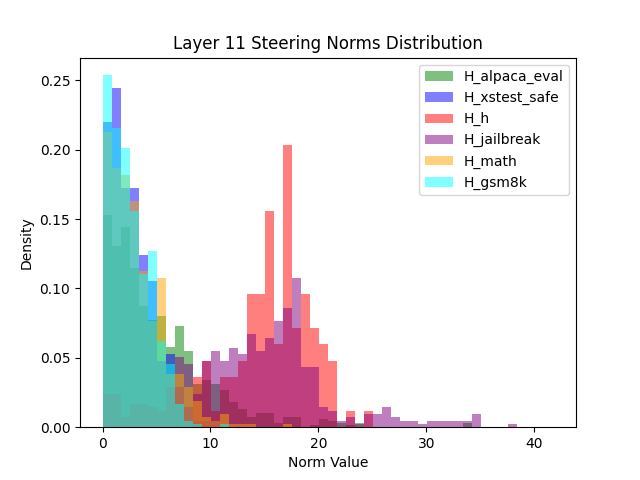 Layer 11 Steering Norms Distribution
H_alpaca_eval
H_xstest_safe
H_h
H_jailbreak
H_math
H_gsm8k
0.25
0.20
0.15
0.10
0.05
0.00
Density
0 10 20 30 40
Norm Value